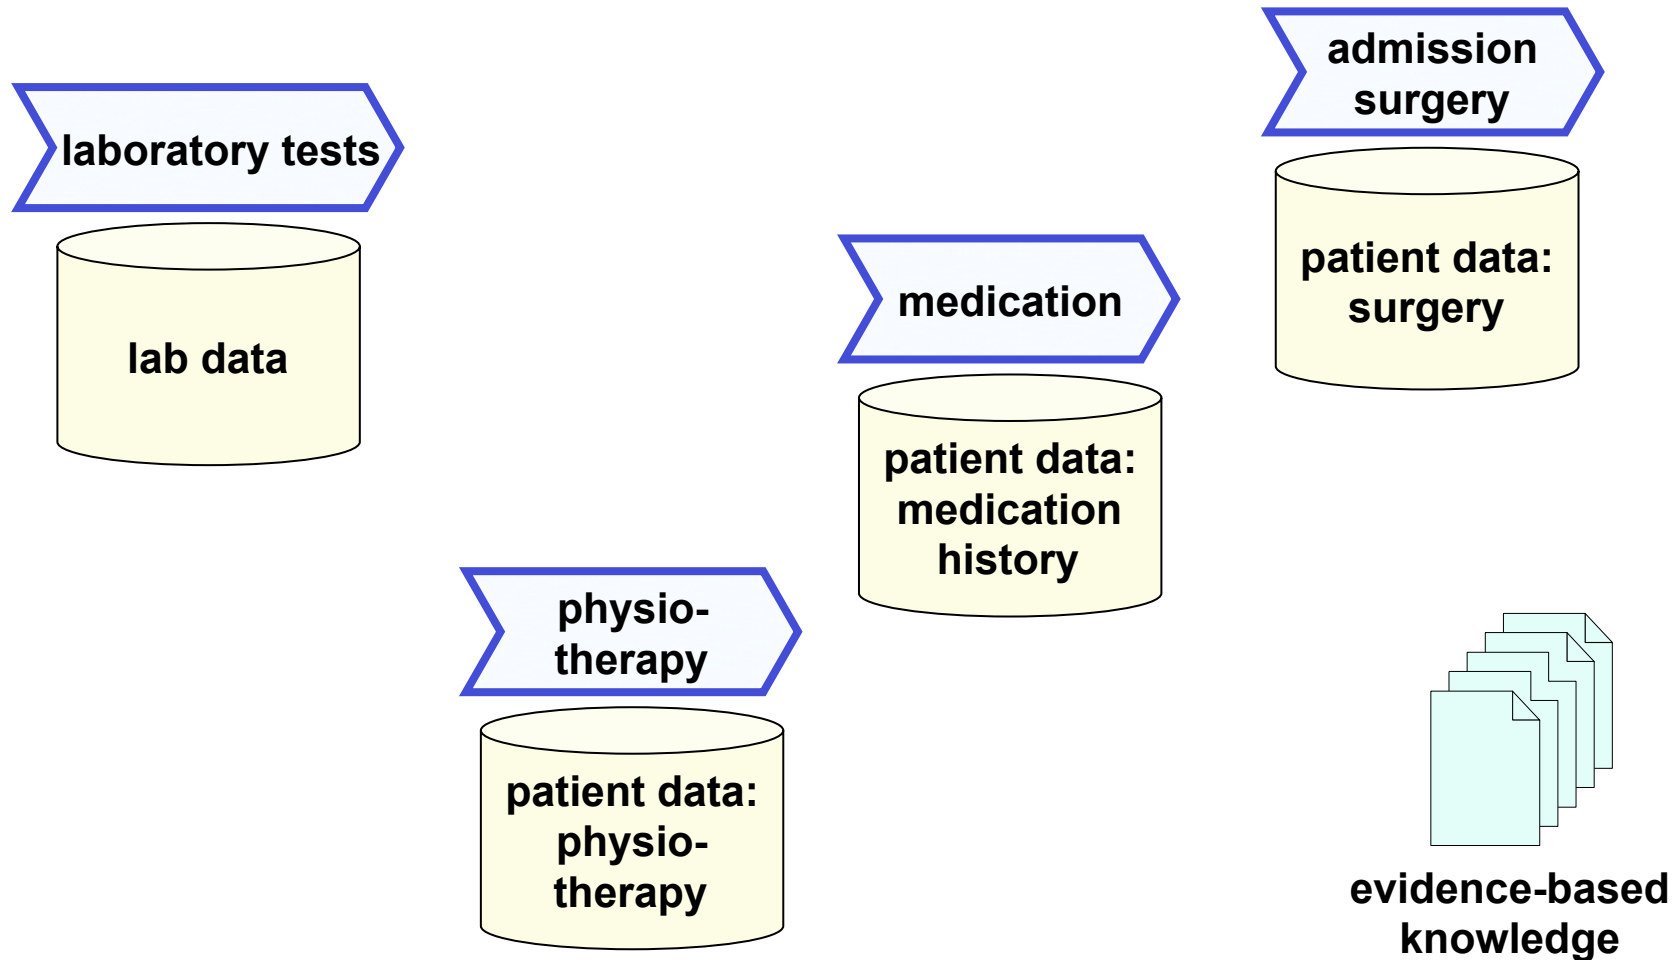 admission
surgery
laboratory tests
patient data:
surgery
medication
lab data
patient data:
medication
history
physio-
therapy
patient data:
physio-
therapy
evidence-based
knowledge